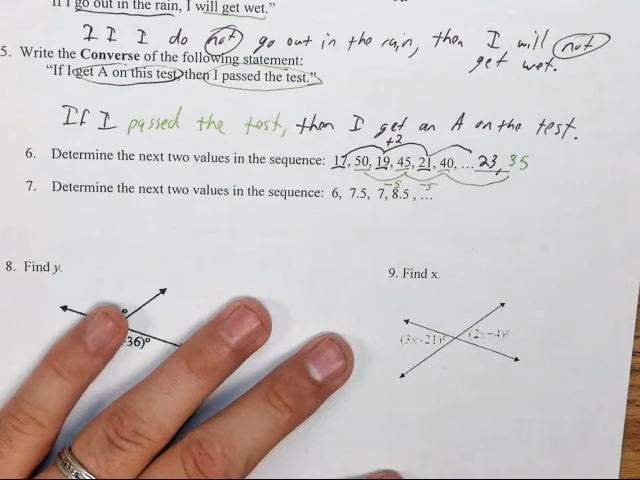 If I go out in the rain, I will get wet."
If I do not go out in the rain, then I will not
get wet.
5. Write the Converse of the following statement:
"If I get A on this test, then I passed the test."
If I passed the test, then I get an A on the test.
+2
6. Determine the next two values in the sequence: 17, 50, 19, 45, 21, 40, ... 23, 35
-5 -5
7. Determine the next two values in the sequence: 6, 7.5, 7, 8.5 , ...
8. Find y.
9. Find x.
36)°
(3x-21)° (2x-4)°